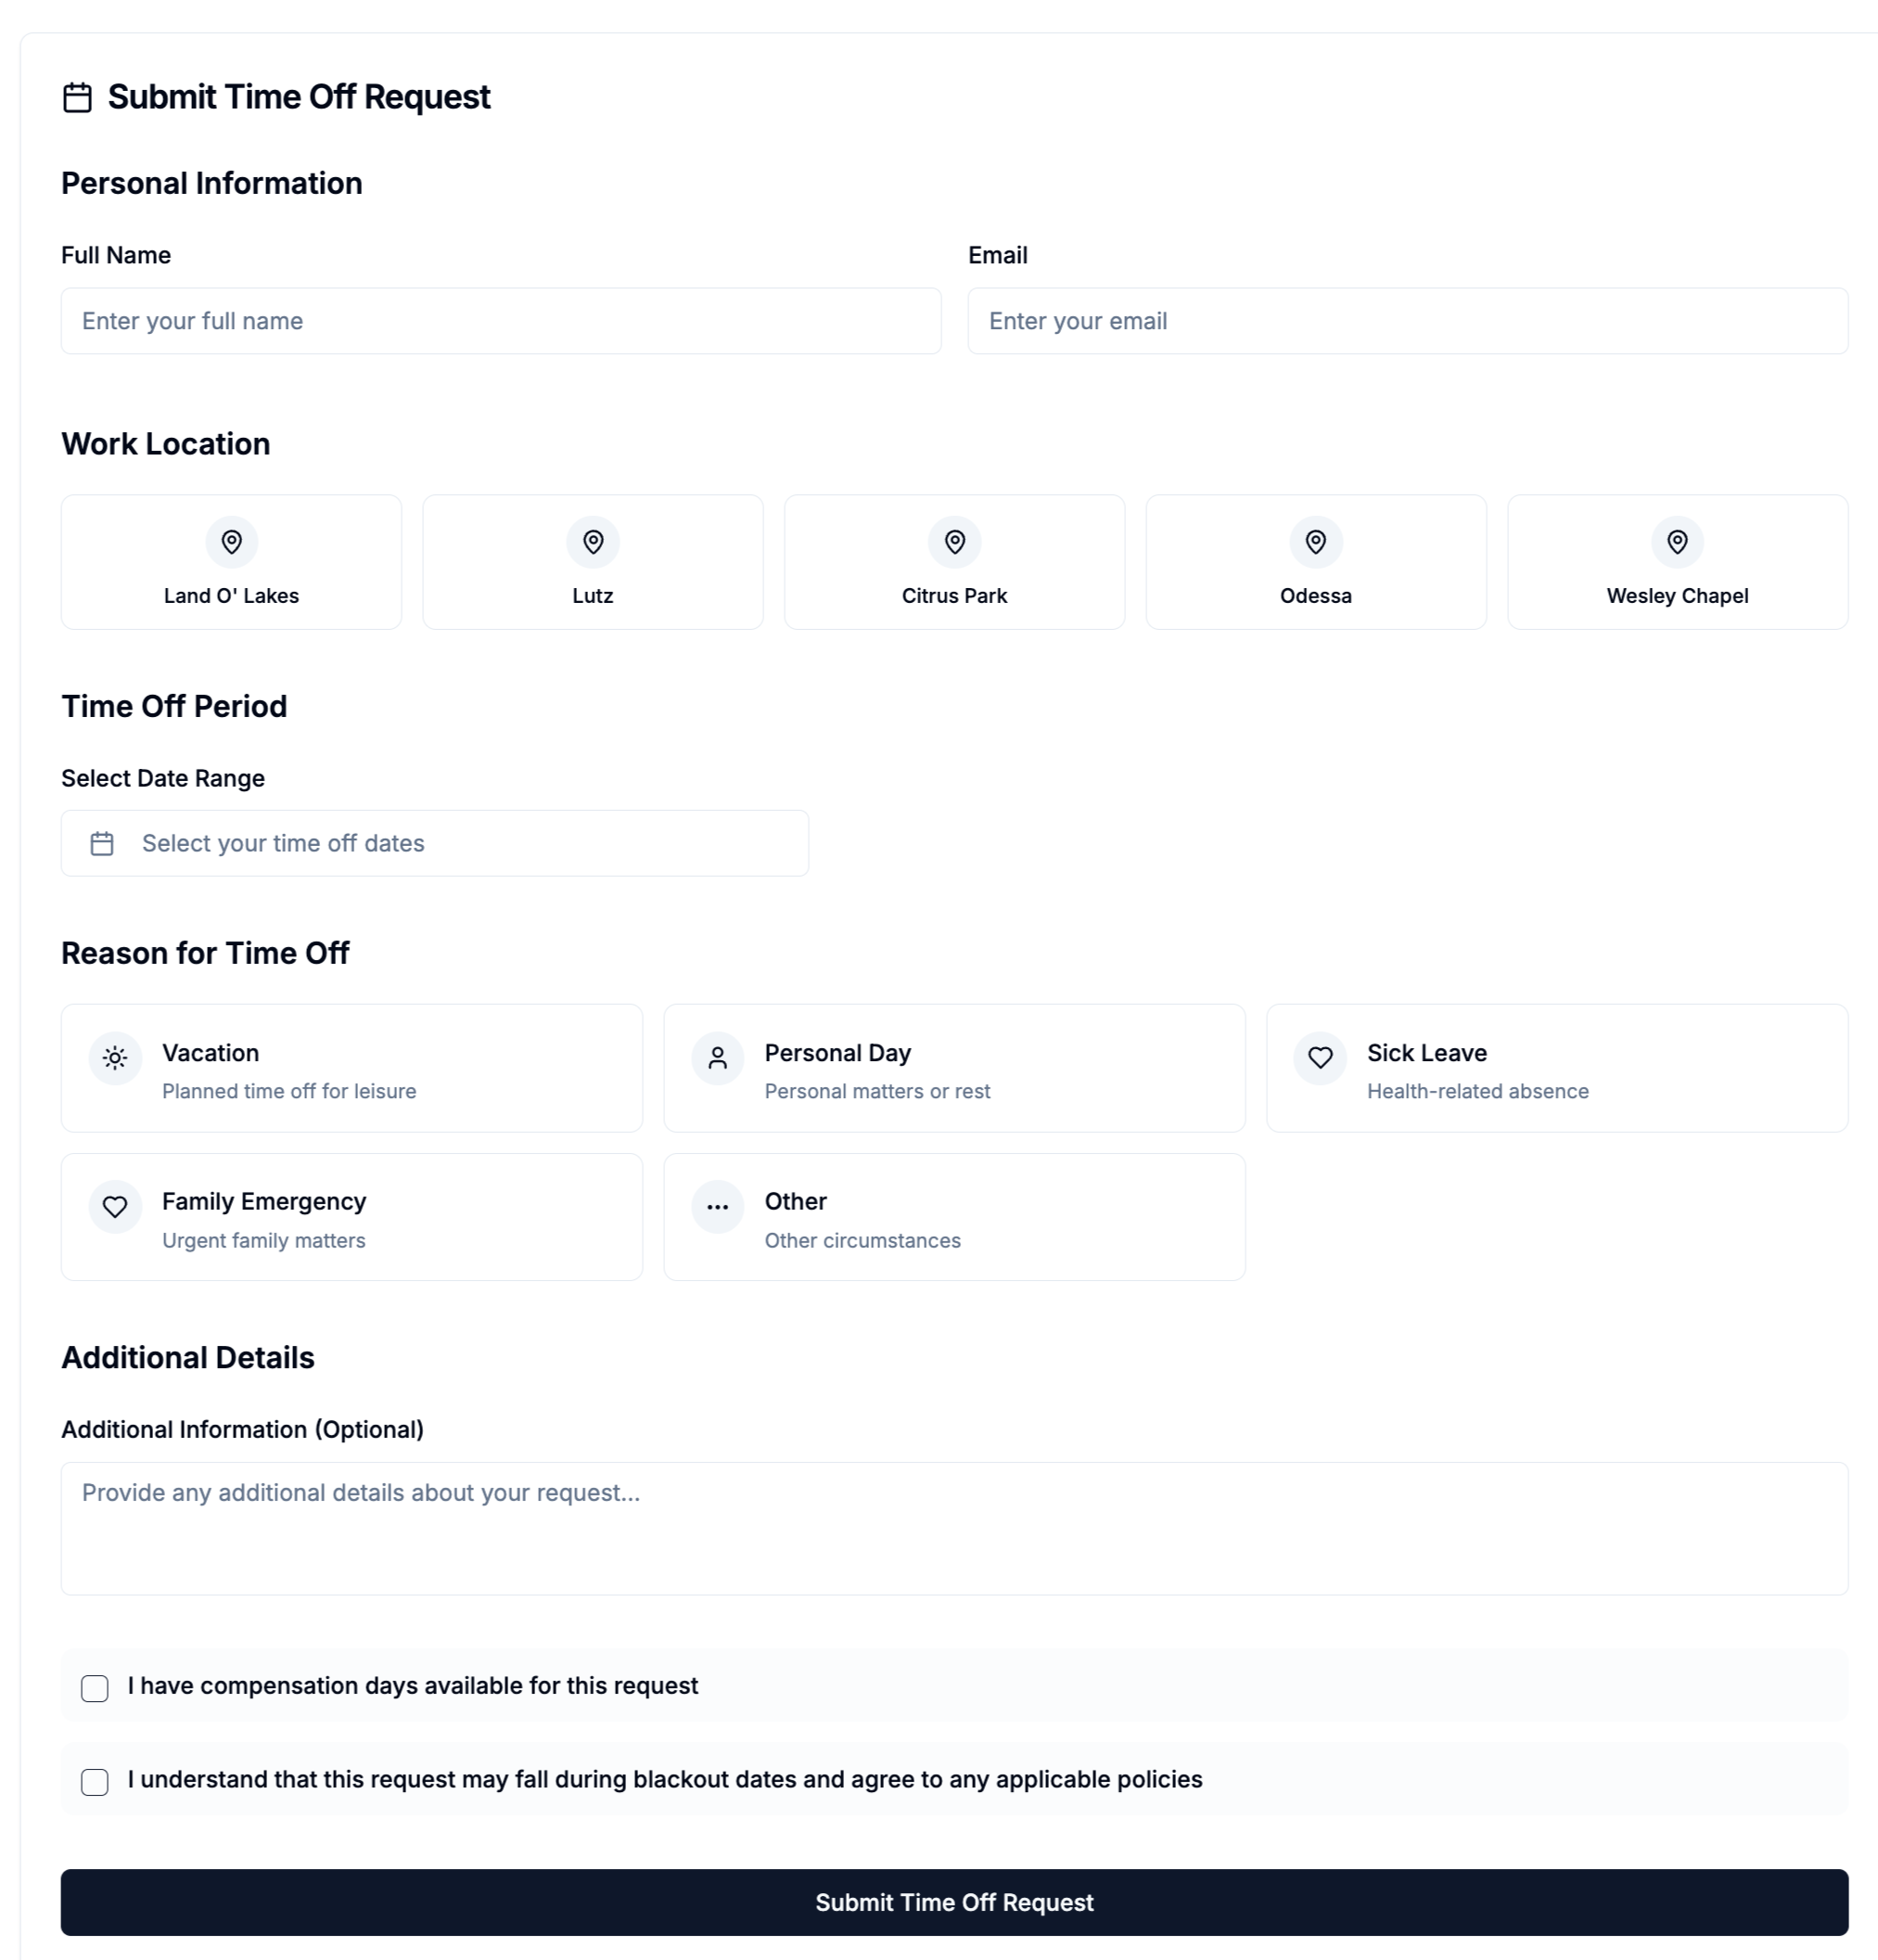 Submit Time Off Request
Personal Information
Full Name
Email
Enter your full name
Enter your email
Work Location
Land O' Lakes
Lutz
Citrus Park
Odessa
Wesley Chapel
Time Off Period
Select Date Range
Select your time off dates
Reason for Time Off
Vacation
Planned time off for leisure
Personal Day
Personal matters or rest
Sick Leave
Health-related absence
Family Emergency
Urgent family matters
Other
Other circumstances
Additional Details
Additional Information (Optional)
Provide any additional details about your request...
I have compensation days available for this request
I understand that this request may fall during blackout dates and agree to any applicable policies
Submit Time Off Request